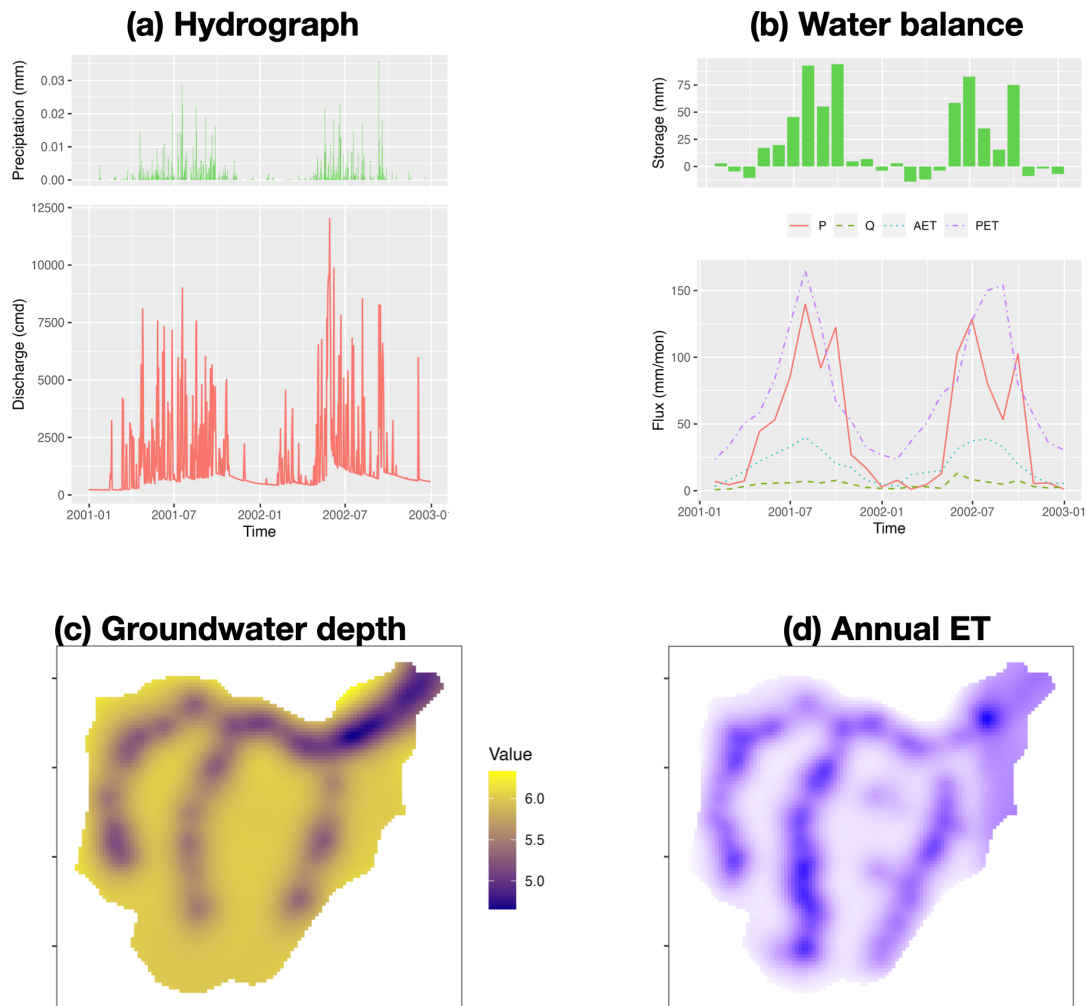 (a) Hydrograph
Preciptation (mm)
0.03
0.02
0.01
0.00
Discharge (cmd)
12500
10000
7500
5000
2500
0
2001-01 2001-07 2002-01 2002-07 2003-01
Time
(b) Water balance
Storage (mm)
75
50
25
0
P Q AET PET
Flux (mm/mon)
150
100
50
0
2001-01 2001-07 2002-01 2002-07 2003-01
Time
(c) Groundwater depth
Value
6.0
5.5
5.0
(d) Annual ET